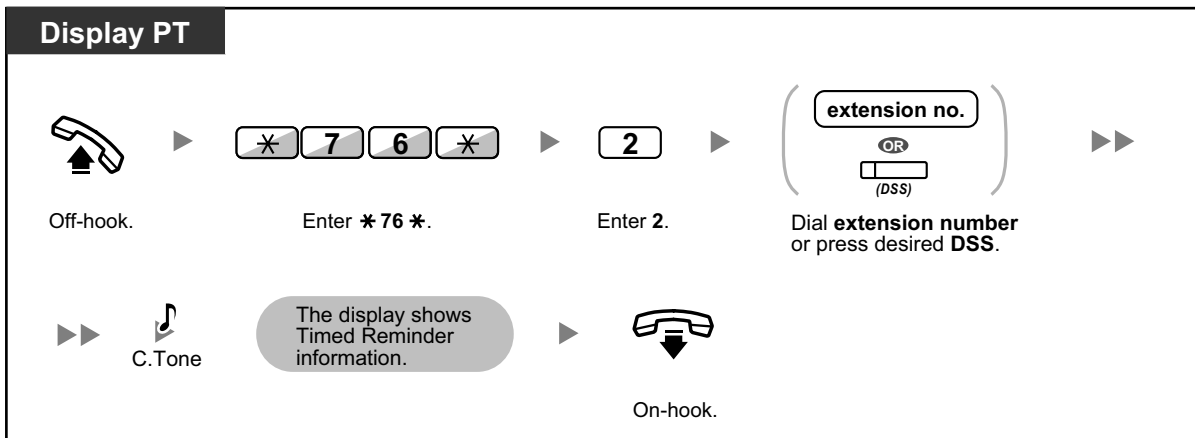 Display PT
* 7 6 *
2
extension no.
OR
(DSS)
Off-hook.
Enter * 76 *.
Enter 2.
Dial extension number
or press desired DSS.
C.Tone
The display shows
Timed Reminder
information.
On-hook.